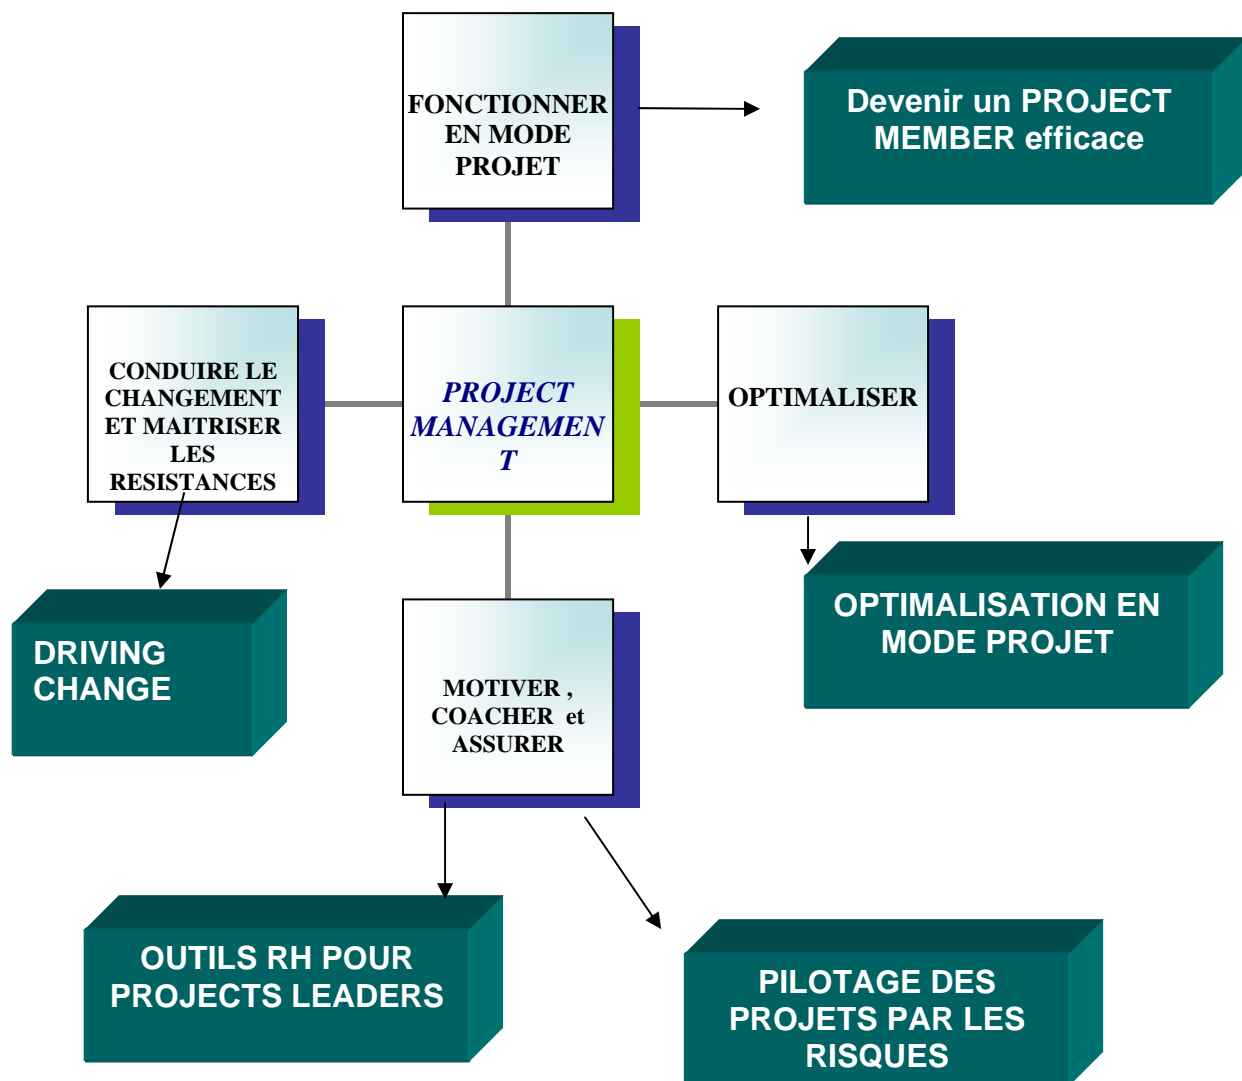 FONCTIONNER
EN MODE
PROJET
Devenir un PROJECT
MEMBER efficace
CONDUIRE LE
CHANGEMENT
ET MAITRISER
LES
RESISTANCES
PROJECT
MANAGEMEN
T
OPTIMALISER
DRIVING
CHANGE
OPTIMALISATION EN
MODE PROJET
MOTIVER ,
COACHER et
ASSURER
OUTILS RH POUR
PROJECTS LEADERS
PILOTAGE DES
PROJETS PAR LES
RISQUES